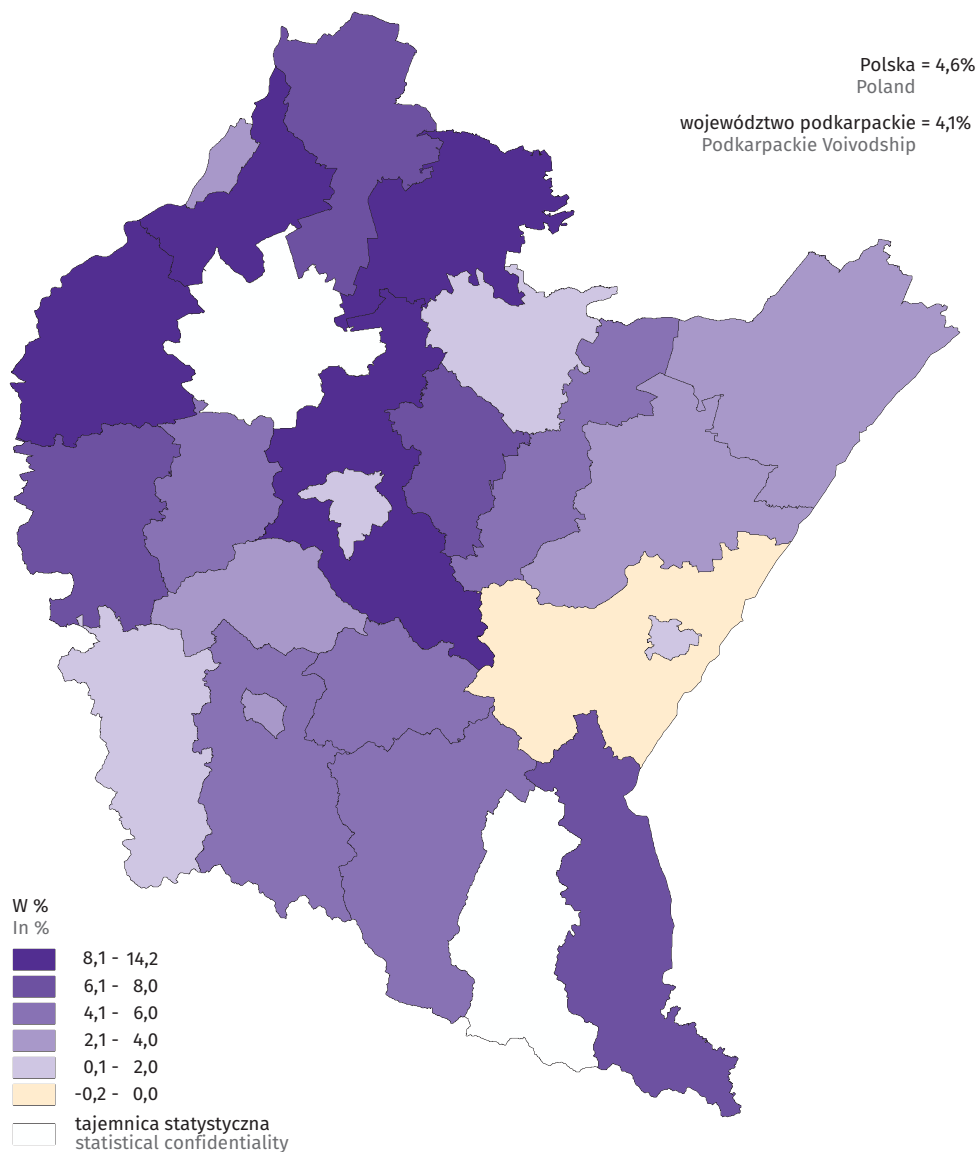 Polska = 4,6%
Poland
województwo podkarpackie = 4,1%
Podkarpackie Voivodship
W %
In %
8,1 - 14,2
6,1 - 8,0
4,1 - 6,0
2,1 - 4,0
0,1 - 2,0
-0,2 - 0,0
tajemnica statystyczna
statistical confidentiality